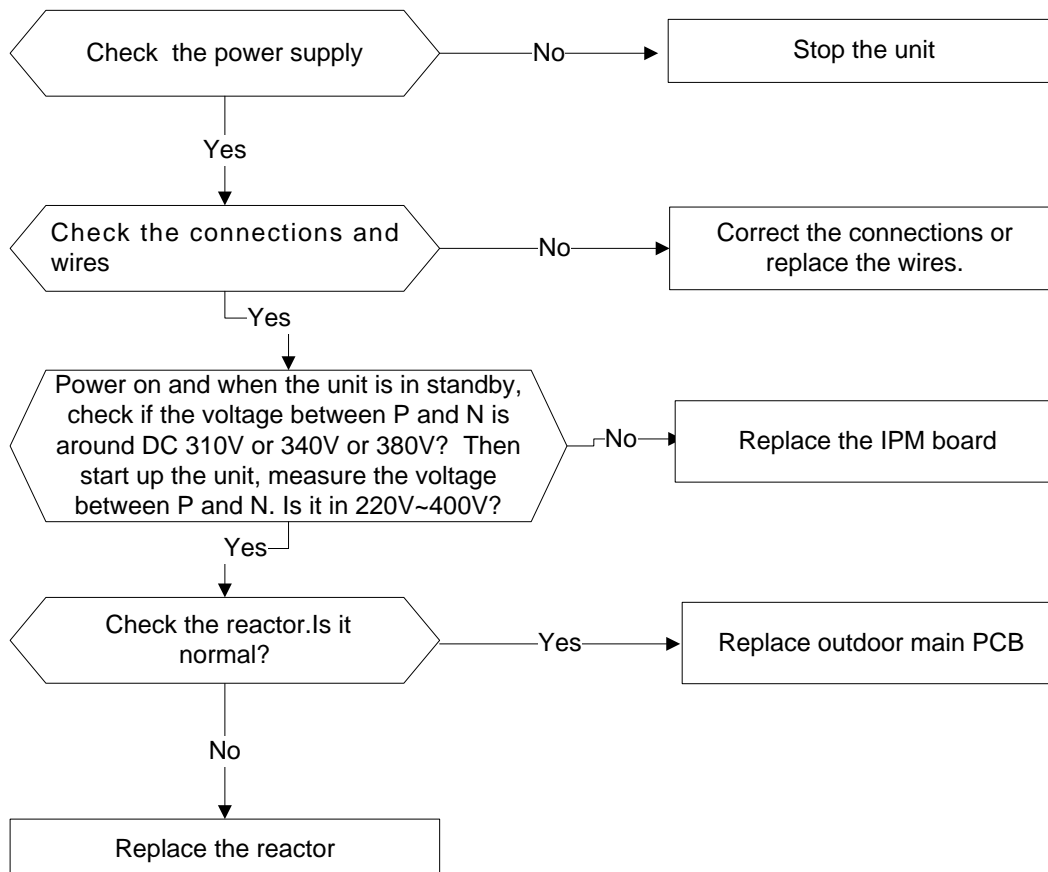 Check the power supply
No
Stop the unit
Yes
Check the connections and
wires
No
Correct the connections or
replace the wires.
Yes
Power on and when the unit is in standby,
check if the voltage between P and N is
around DC 310V or 340V or 380V? Then
start up the unit, measure the voltage
between P and N. Is it in 220V~400V?
No
Replace the IPM board
Yes
Check the reactor.Is it
normal?
Yes
Replace outdoor main PCB
No
Replace the reactor